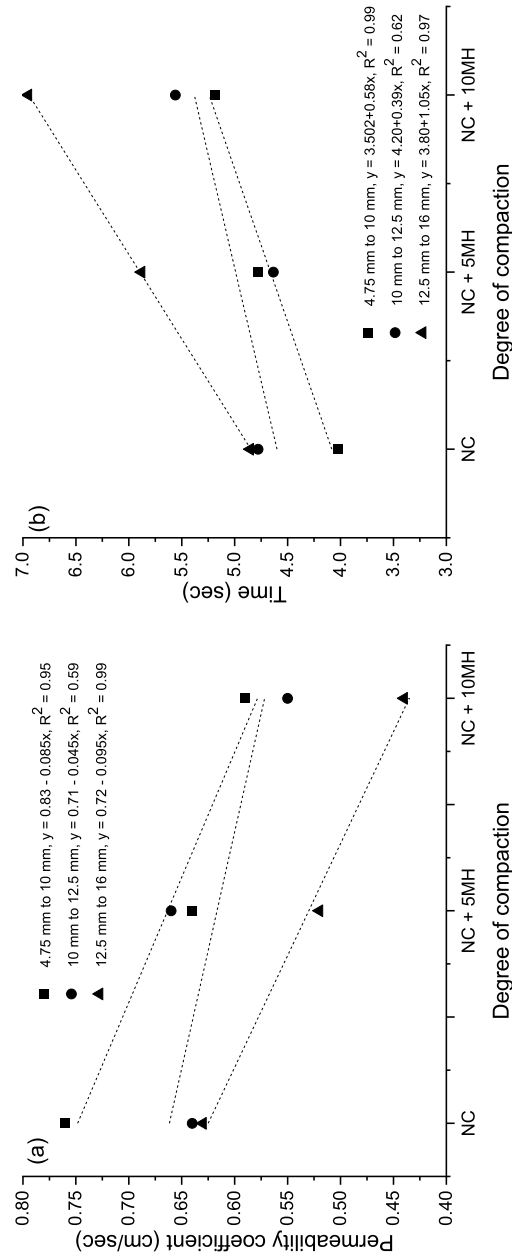 (a)
4.75 mm to 10 mm, y = 0.83 - 0.085x, R² = 0.95
10 mm to 12.5 mm, y = 0.71 - 0.045x, R² = 0.59
12.5 mm to 16 mm, y = 0.72 - 0.095x, R² = 0.99
Permeability coefficient (cm/sec)
0.80
0.75
0.70
0.65
0.60
0.55
0.50
0.45
0.40
NC
NC + 5MH
NC + 10MH
Degree of compaction
(b)
Time (sec)
7.0
6.5
6.0
5.5
5.0
4.5
4.0
3.5
3.0
4.75 mm to 10 mm, y = 3.502+0.58x, R² = 0.99
10 mm to 12.5 mm, y = 4.20+0.39x, R² = 0.62
12.5 mm to 16 mm, y = 3.80+1.05x, R² = 0.97
NC
NC + 5MH
NC + 10MH
Degree of compaction